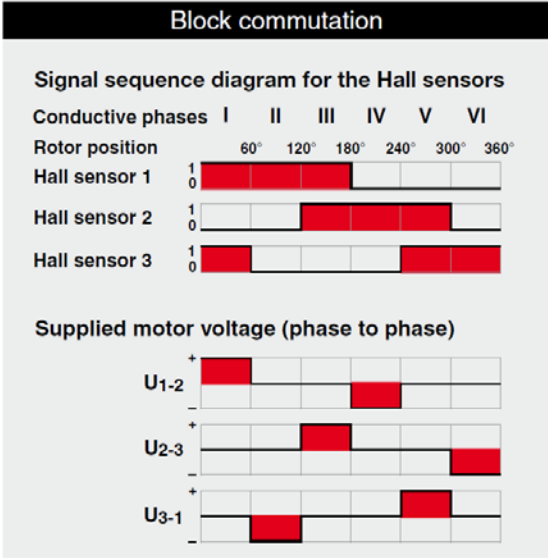 Block commutation
Signal sequence diagram for the Hall sensors
Conductive phases I II III IV V VI
Rotor position 60° 120° 180° 240° 300° 360°
Hall sensor 1 1
0
Hall sensor 2 1
0
Hall sensor 3 1
0
Supplied motor voltage (phase to phase)
+
U1-2
–
+
U2-3
–
+
U3-1
–